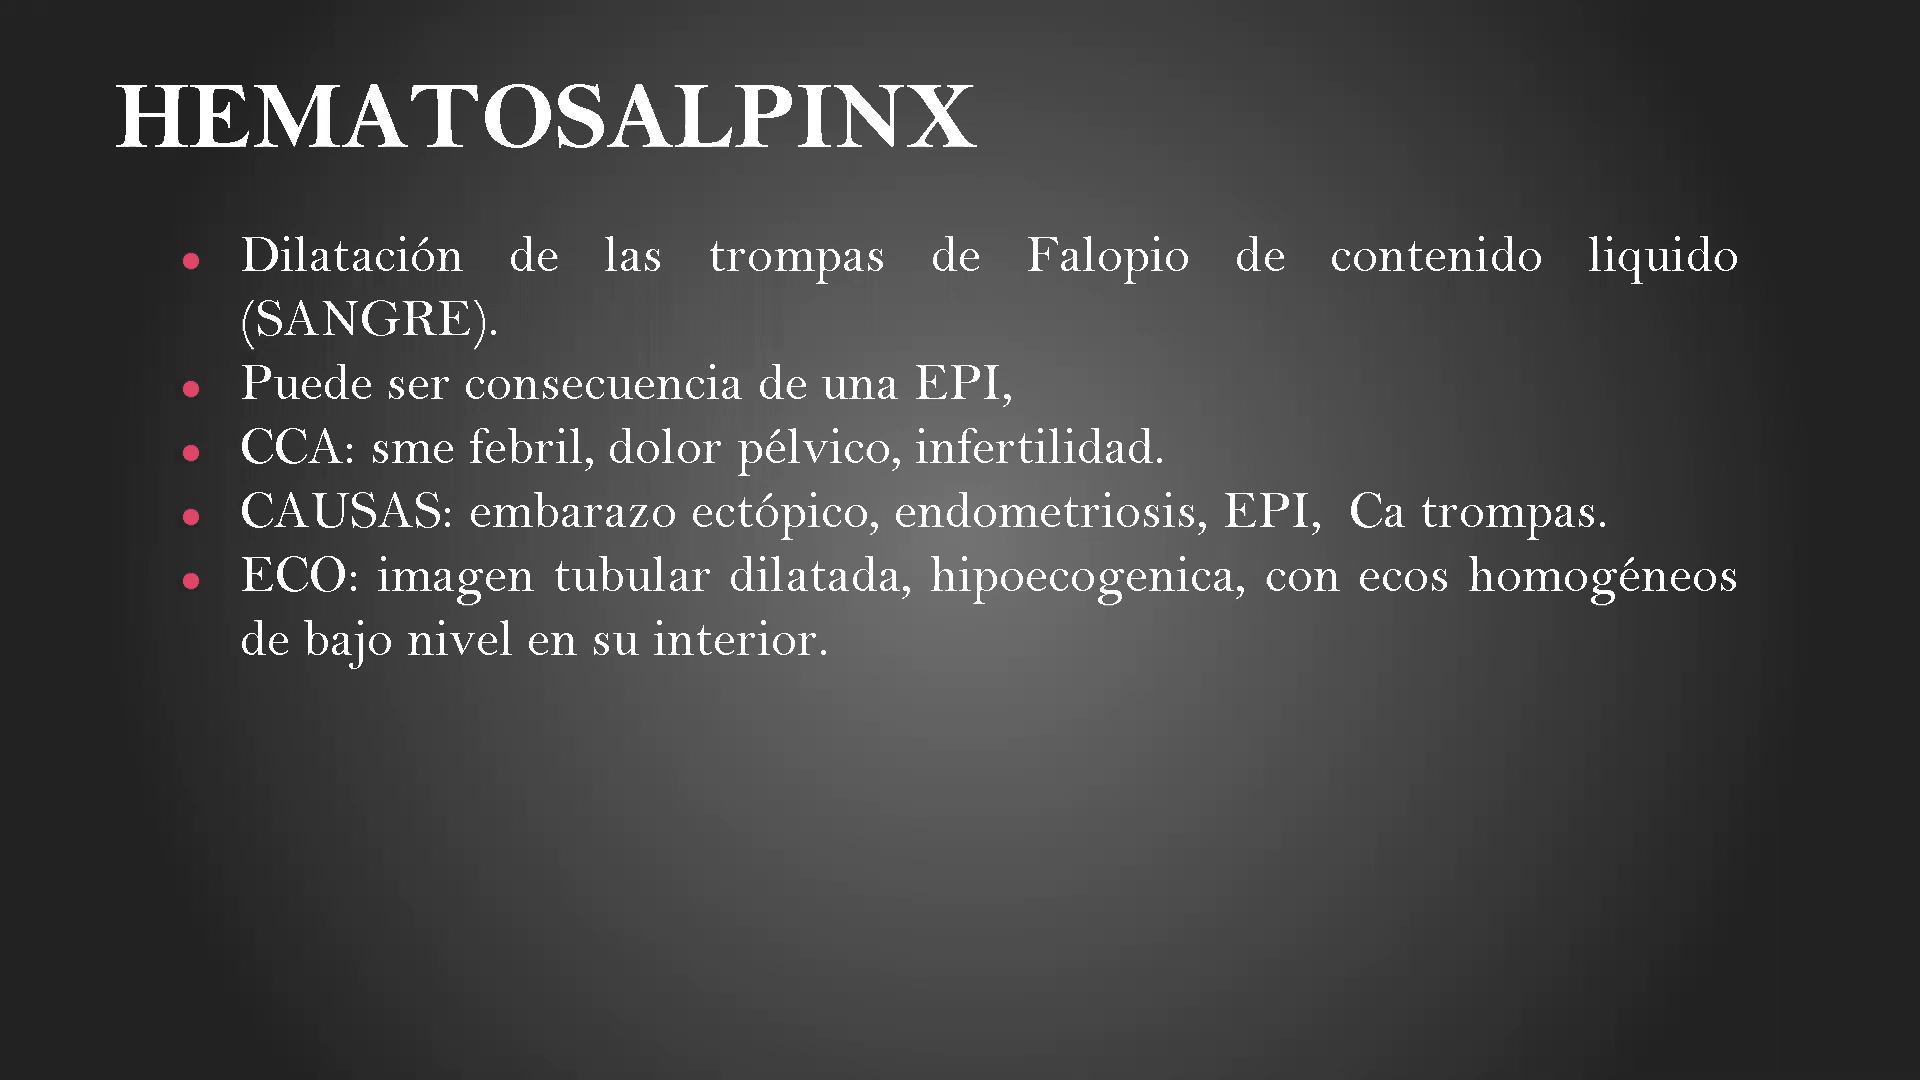 HEMATOSALPINX
• Dilatación de las trompas de Falopio de contenido liquido
(SANGRE).
• Puede ser consecuencia de una EPI,
• CCA: sme febril, dolor pélvico, infertilidad.
• CAUSAS: embarazo ectópico, endometriosis, EPI,  Ca trompas.
• ECO: imagen tubular dilatada, hipoecogenica, con ecos homogéneos
de bajo nivel en su interior.